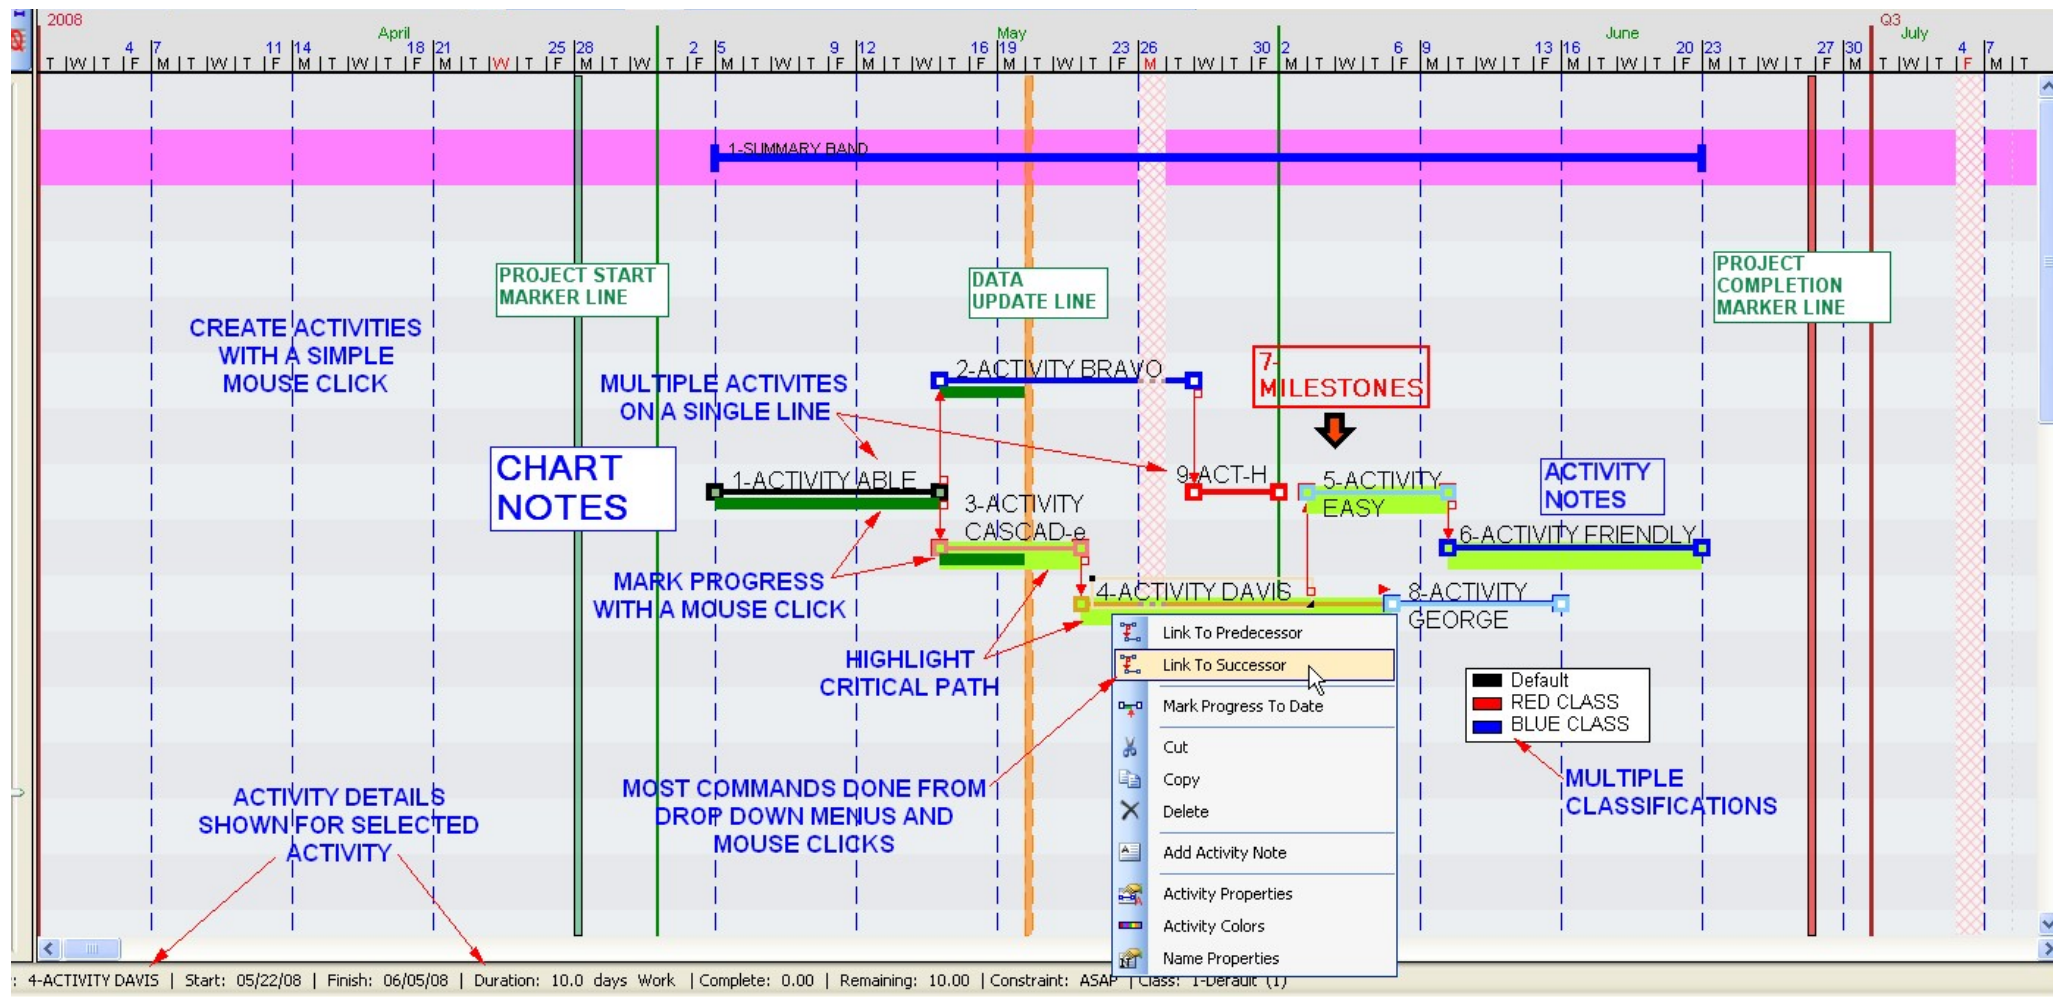 2008
Q3
April
May
June
July
4 7 11 14 18 21 25 28 2 5 9 12 16 19 23 26 30 2 6 9 13 16 20 23 27 30 4 7
T W T F M T W T F M T W T F M T W T F M T W T F M T W T F M T W T F M T W T F M T W T F M T W T F M T W T F M T W T F M T W T F M T W T F M T W T F M T
1-SUMMARY BAND
PROJECT START
MARKER LINE
DATA
UPDATE LINE
PROJECT
COMPLETION
MARKER LINE
CREATE ACTIVITIES
WITH A SIMPLE
MOUSE CLICK
MULTIPLE ACTIVITES
ON A SINGLE LINE
2-ACTIVITY BRAVO
7-
MILESTONES
CHART
NOTES
1-ACTIVITY ABLE
9-ACT-H
5-ACTIVITY
EASY
ACTIVITY
NOTES
3-ACTIVITY
CASCAD-e
6-ACTIVITY FRIENDLY
MARK PROGRESS
WITH A MOUSE CLICK
4-ACTIVITY DAVIS
8-ACTIVITY
GEORGE
HIGHLIGHT
CRITICAL PATH
Link To Predecessor
Link To Successor
Mark Progress To Date
Cut
Copy
Delete
Add Activity Note
Activity Properties
Activity Colors
Name Properties
Default
RED CLASS
BLUE CLASS
MULTIPLE
CLASSIFICATIONS
MOST COMMANDS DONE FROM
DROP DOWN MENUS AND
MOUSE CLICKS
ACTIVITY DETAILS
SHOWN FOR SELECTED
ACTIVITY
: 4-ACTIVITY DAVIS | Start: 05/22/08 | Finish: 06/05/08 | Duration: 10.0 days Work | Complete: 0.00 | Remaining: 10.00 | Constraint: ASAP | Class: 1-Default (1)